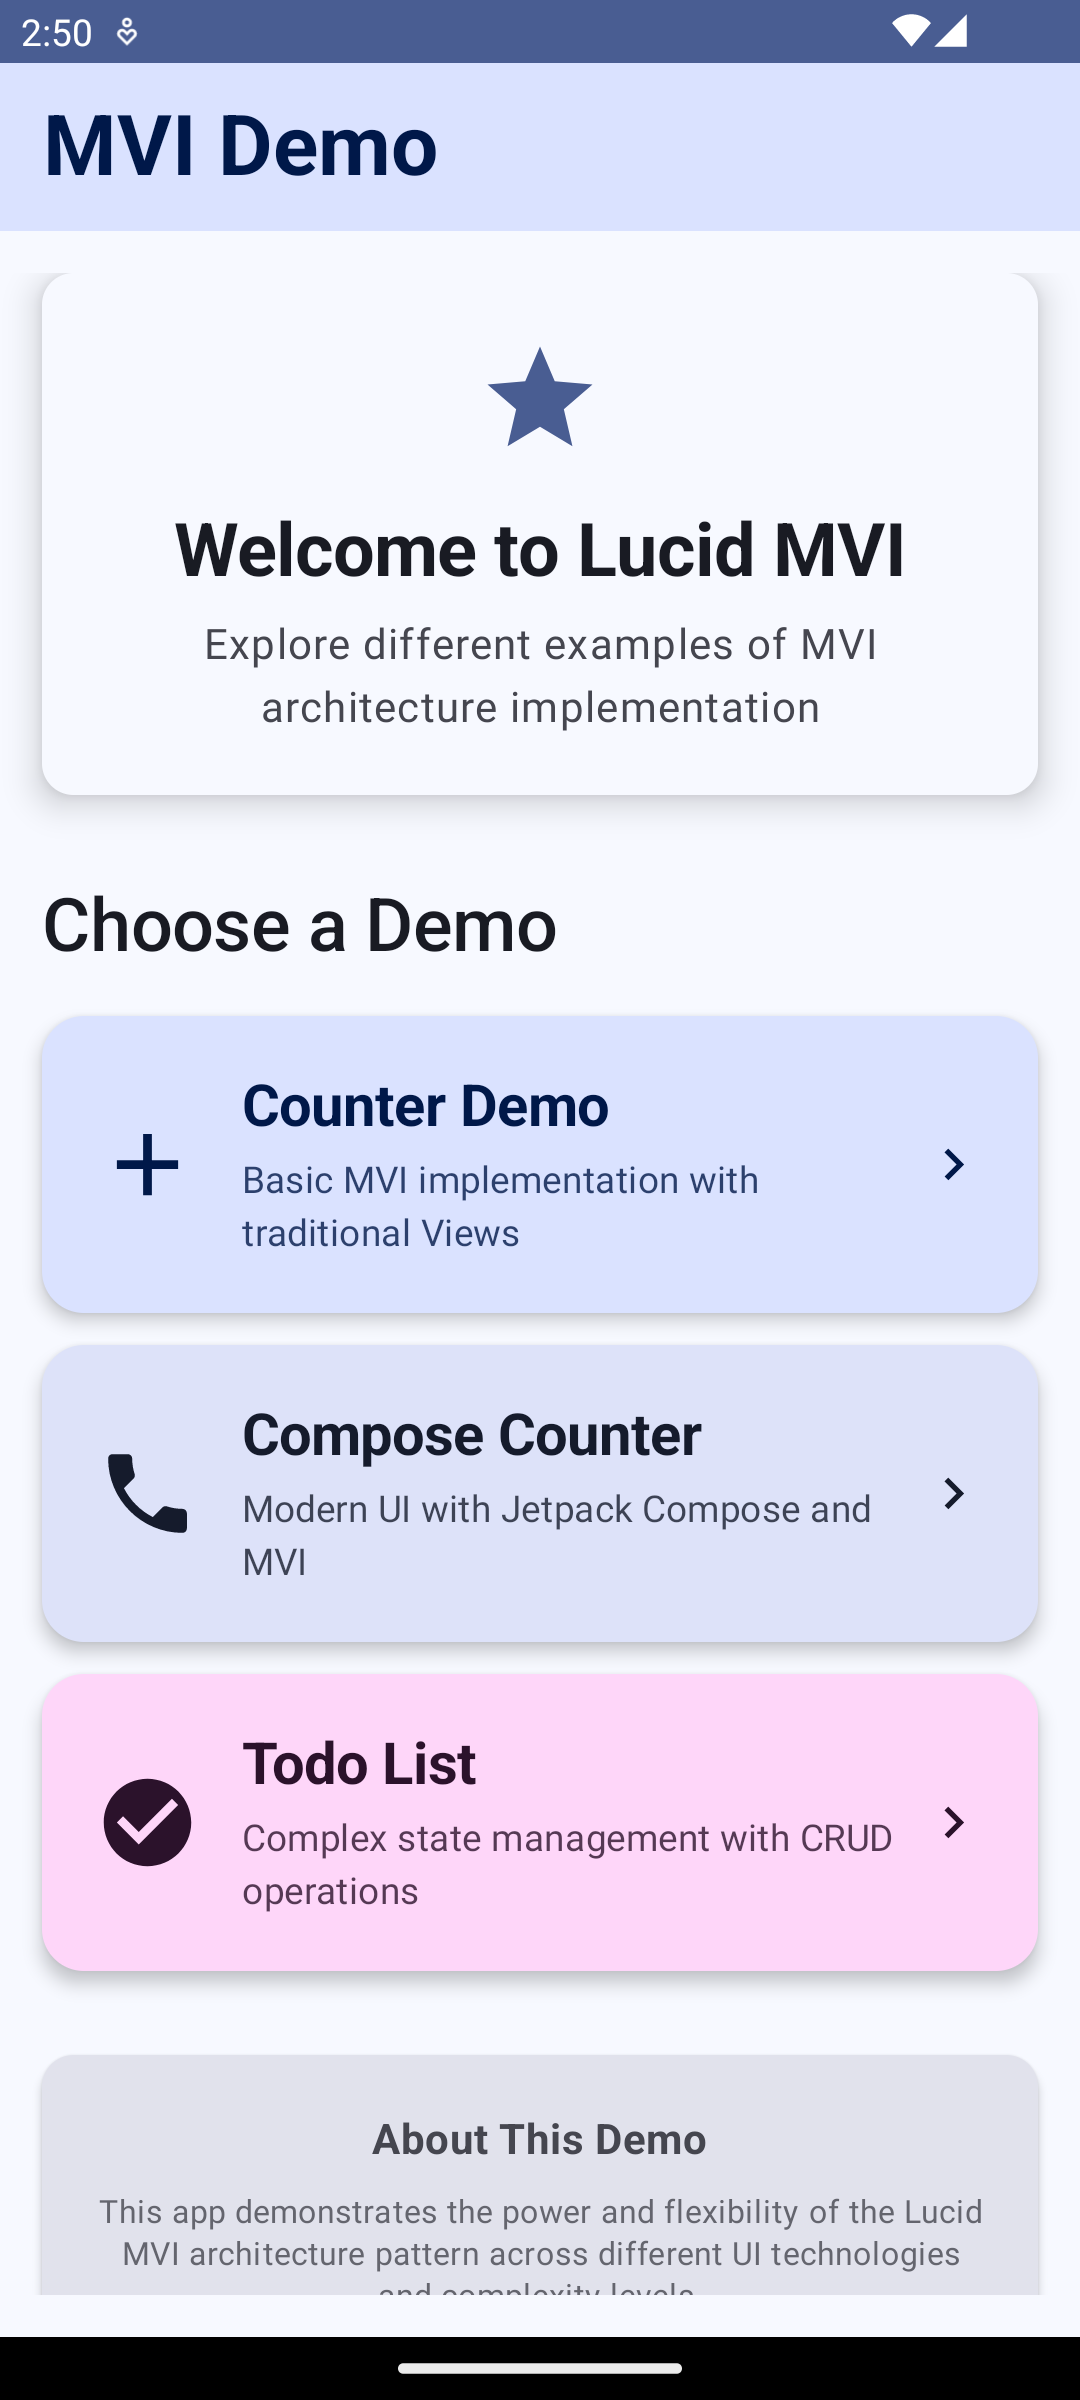 2:50
MVI Demo
Welcome to Lucid MVI
Explore different examples of MVI
architecture implementation
Choose a Demo
Counter Demo
Basic MVI implementation with
traditional Views
Compose Counter
Modern UI with Jetpack Compose and
MVI
Todo List
Complex state management with CRUD
operations
About This Demo
This app demonstrates the power and flexibility of the Lucid
MVI architecture pattern across different UI technologies
and complexity levels.